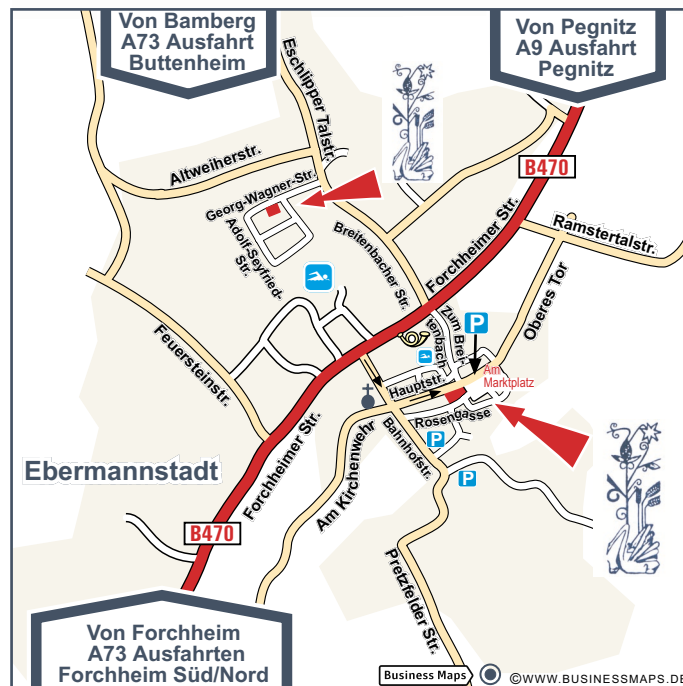 Von Bamberg
A73 Ausfahrt
Buttenheim
Von Pegnitz
A9 Ausfahrt
Pegnitz
Eschlipper Talstr.
Altweiherstr.
B470
Georg-Wagner-Str.
Adolf-Seyfried-
Str.
Breitenbacher Str.
Forchheimer Str.
Ramstertalstr.
Oberes Tor
P
Zum Brei-
tenbach
Feuersteinstr.
Am
Marktplatz
Hauptstr.
Rosengasse
P
Bahnhofstr.
P
Ebermannstadt
Forchheimer Str.
Am Kirchenwehr
B470
Pretzfelder Str.
Von Forchheim
A73 Ausfahrten
Forchheim Süd/Nord
Business Maps
©WWW.BUSINESSMAPS.DE